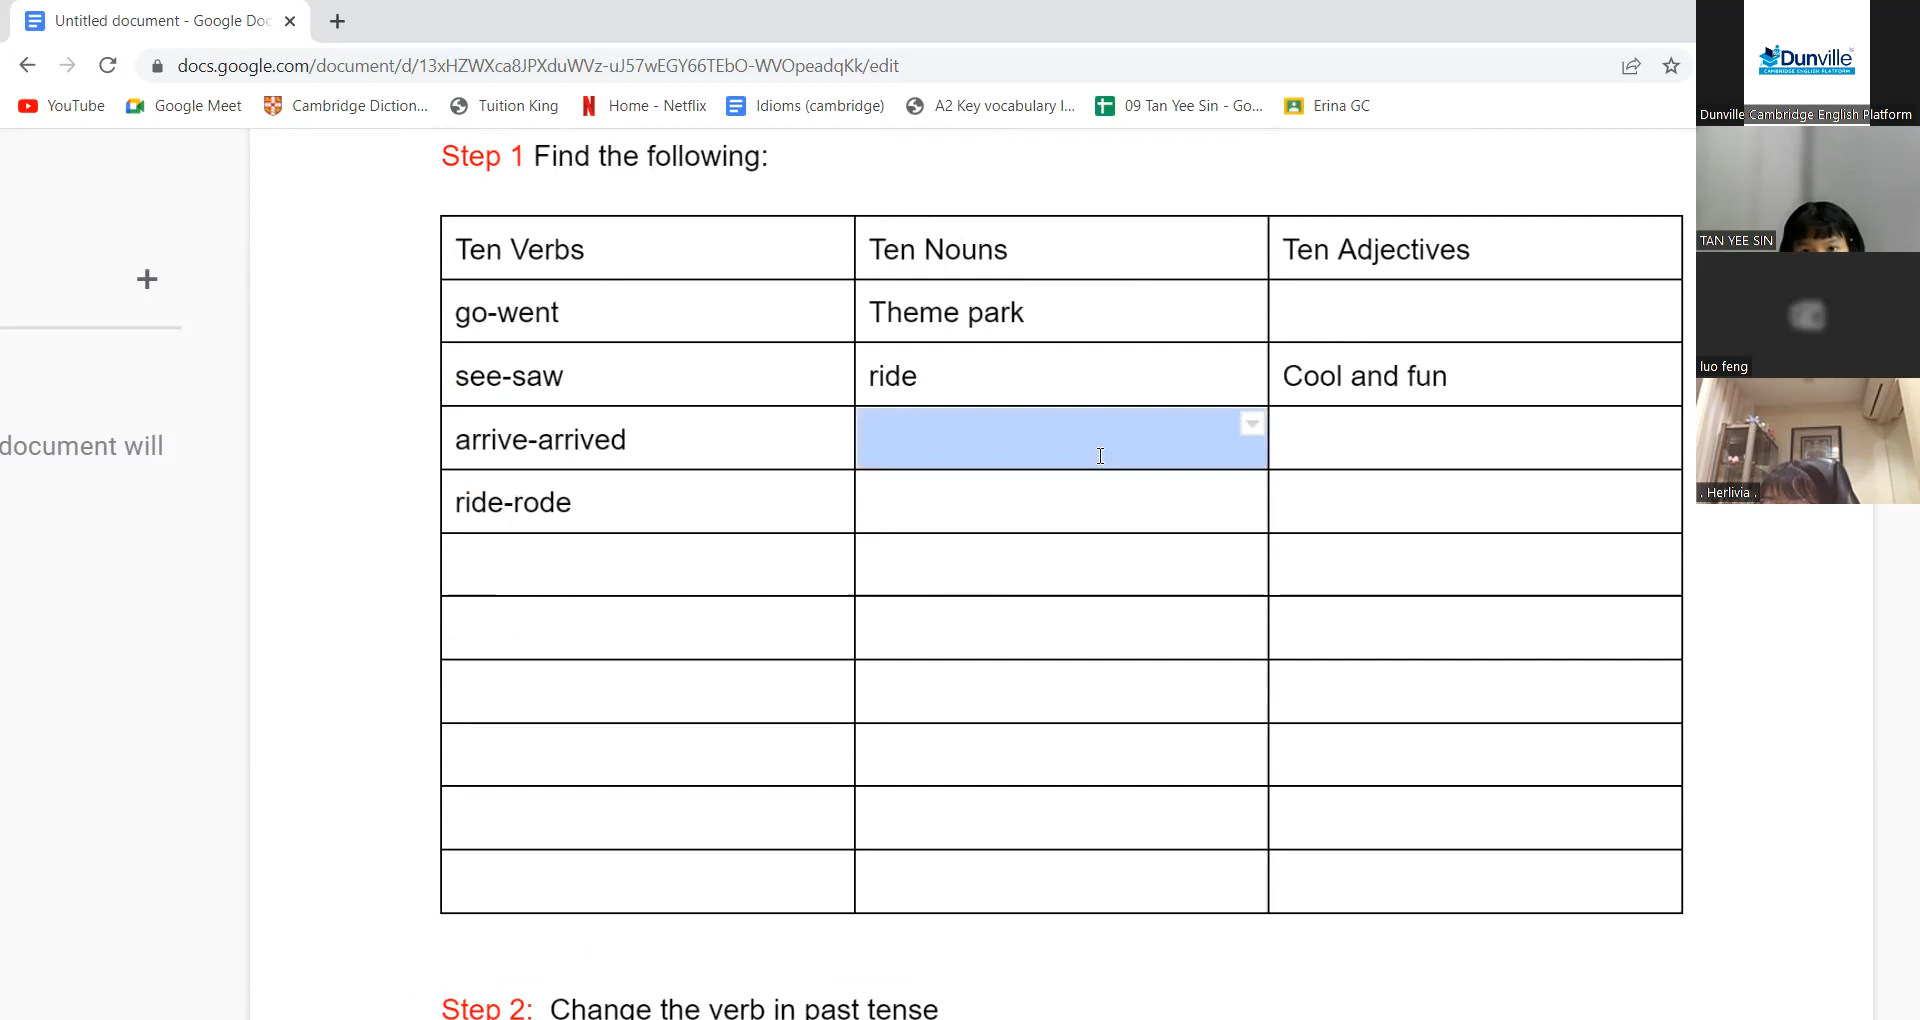 Untitled document - Google Doc
docs.google.com/document/d/13xHZWXca8JPXduWVz-uJ57wEGY66TEbO-WVOpeadqKk/edit
YouTube Google Meet Cambridge Diction... Tuition King Home - Netflix Idioms (cambridge) A2 Key vocabulary l... 09 Tan Yee Sin - Go... Erina GC
Dunville
CAMBRIDGE ENGLISH PLATFORM
Dunville Cambridge English Platform
Step 1 Find the following:
TAN YEE SIN
Ten Verbs Ten Nouns Ten Adjectives
go-went Theme park
luo feng
see-saw ride Cool and fun
document will
arrive-arrived
. Herlivia .
ride-rode
Step 2: Change the verb in past tense